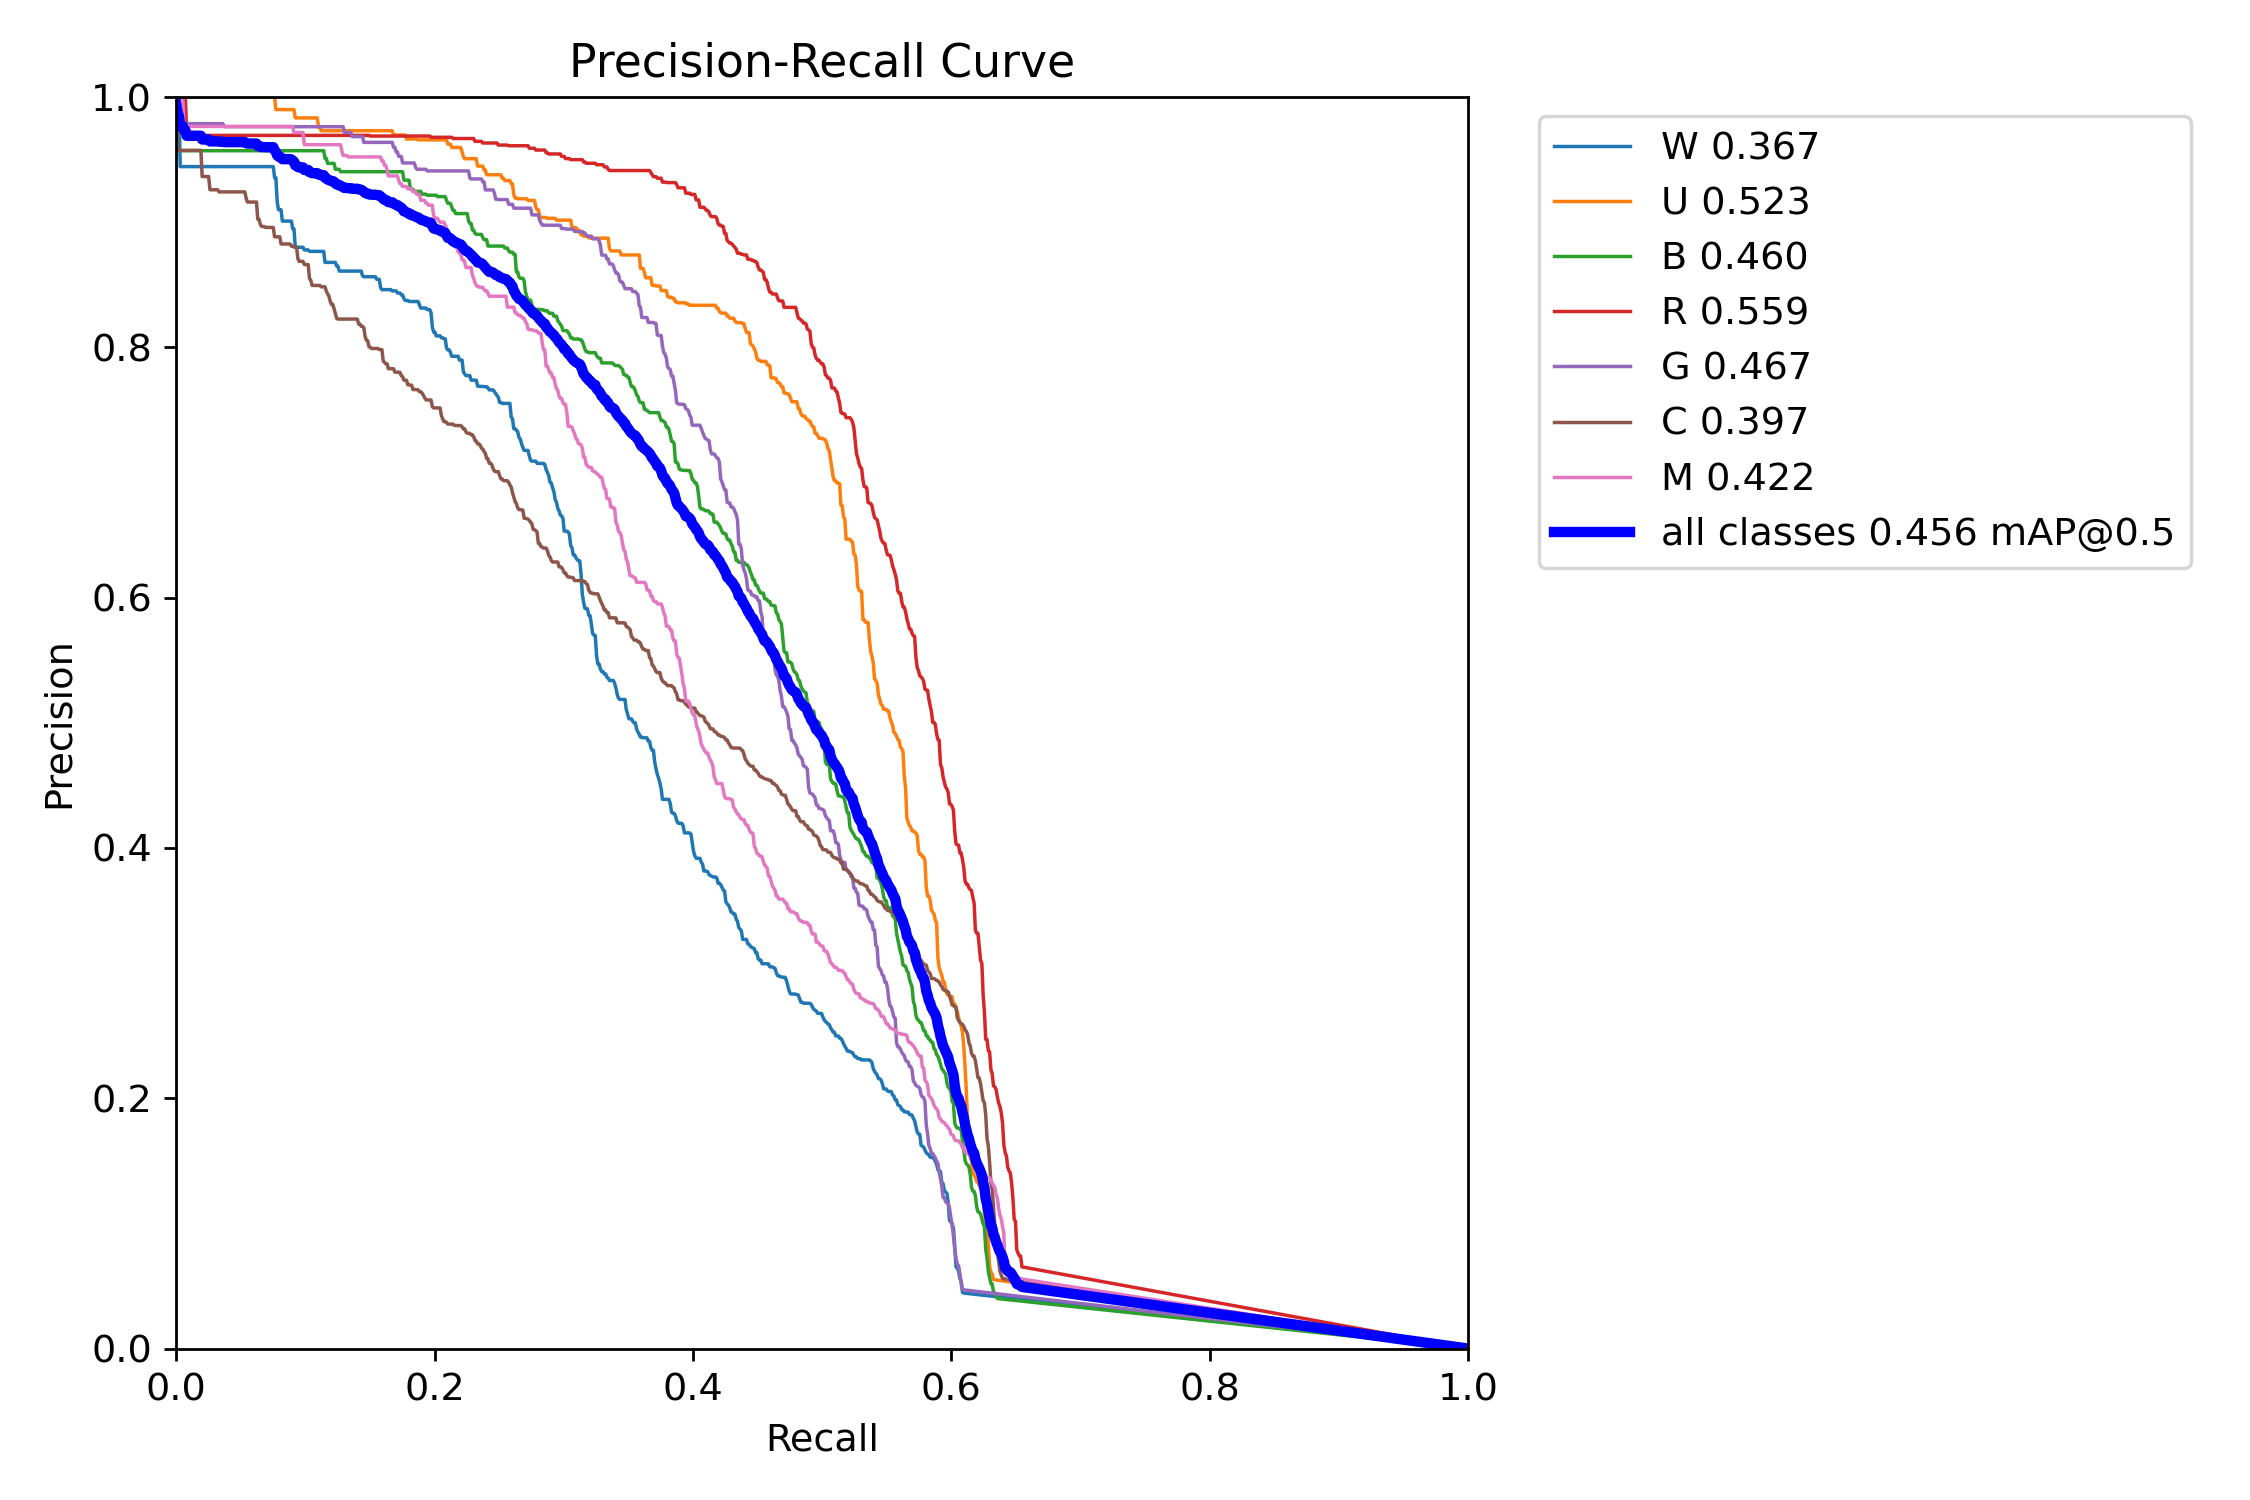 Precision-Recall Curve
1.0
0.8
0.6
0.4
0.2
0.0
Precision
0.0 0.2 0.4 0.6 0.8 1.0
Recall
W 0.367
U 0.523
B 0.460
R 0.559
G 0.467
C 0.397
M 0.422
all classes 0.456 mAP@0.5